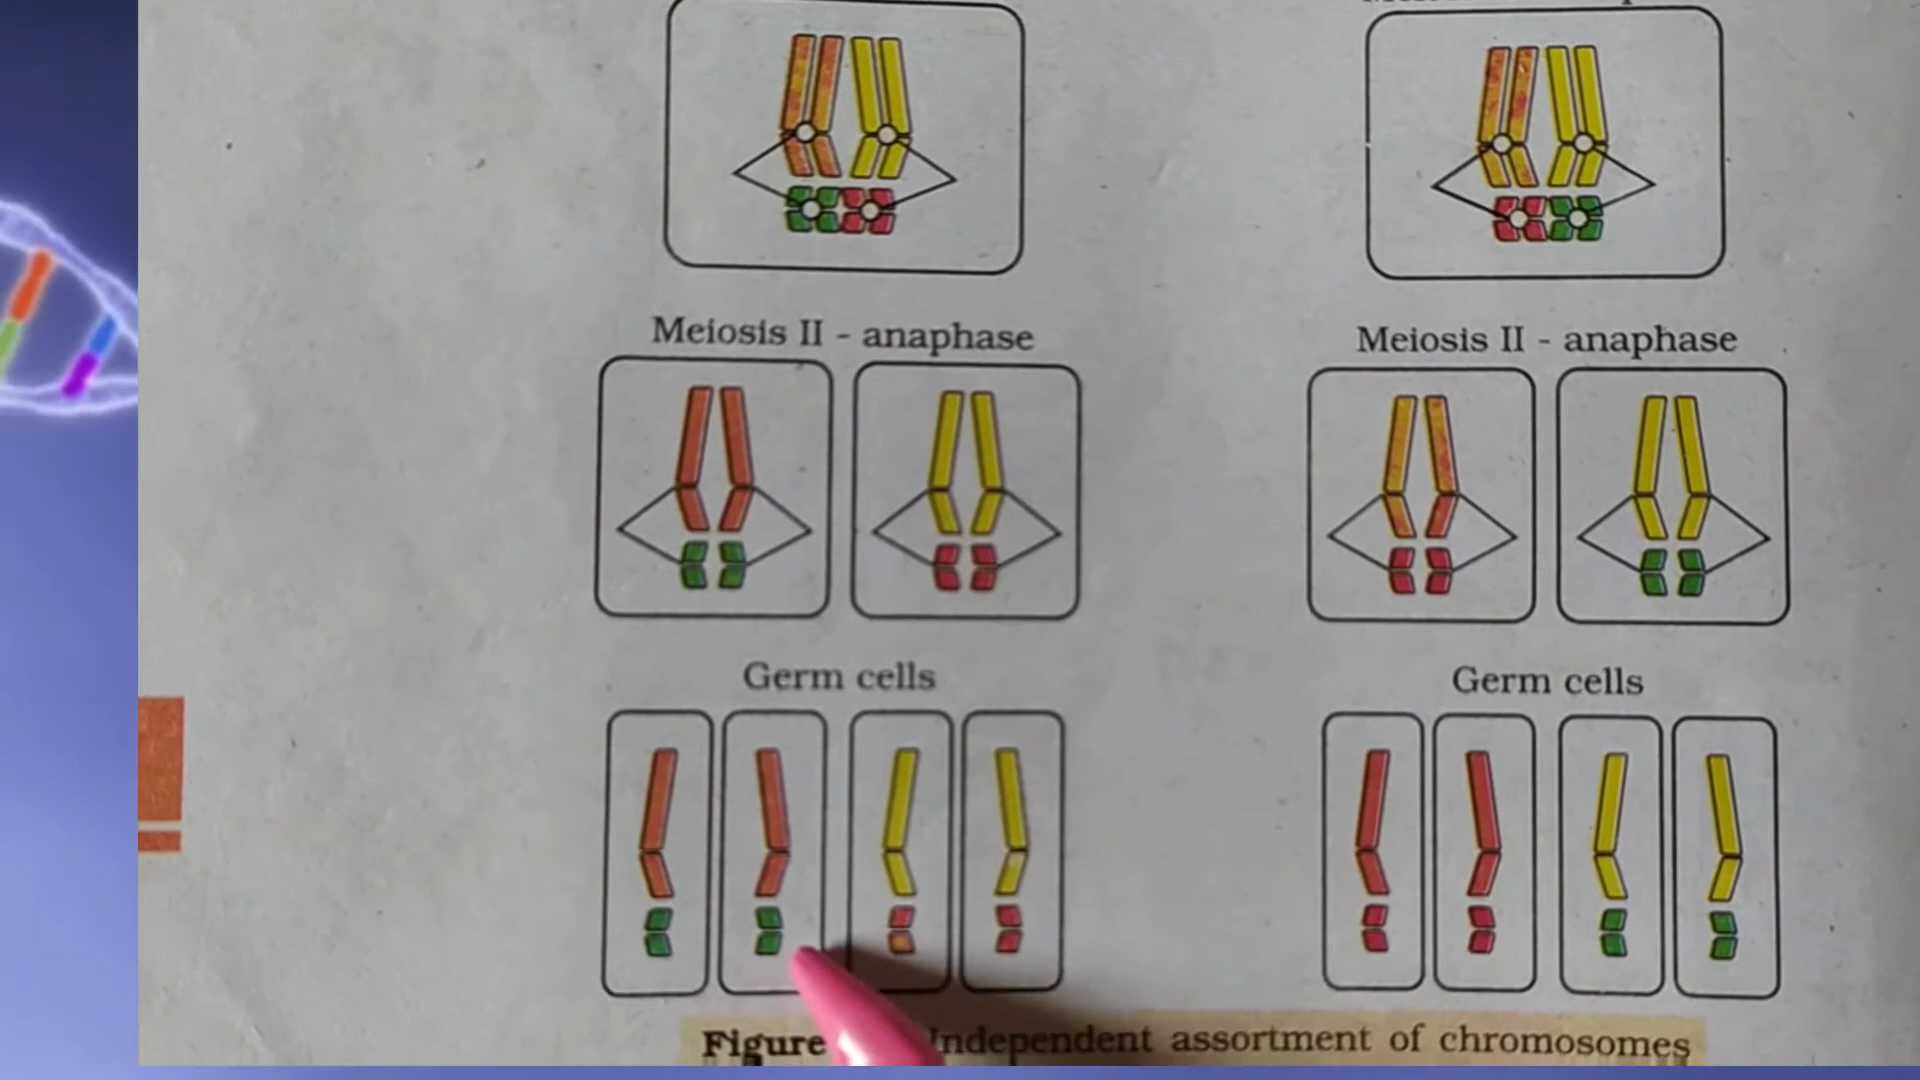 Meiosis II - anaphase
Meiosis II - anaphase
Germ cells
Germ cells
Figure Independent assortment of chromosomes